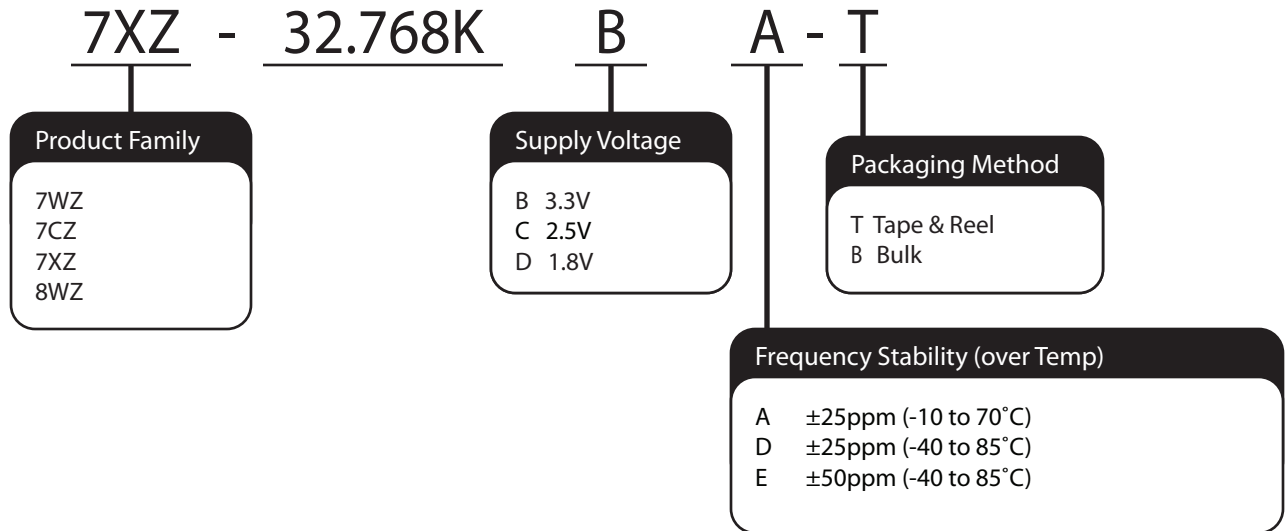 7XZ - 32.768K B A - T
Product Family
7WZ
7CZ
7XZ
8WZ
Supply Voltage
B 3.3V
C 2.5V
D 1.8V
Packaging Method
T Tape & Reel
B Bulk
Frequency Stability (over Temp)
A ±25ppm (-10 to 70˚C)
D ±25ppm (-40 to 85˚C)
E ±50ppm (-40 to 85˚C)